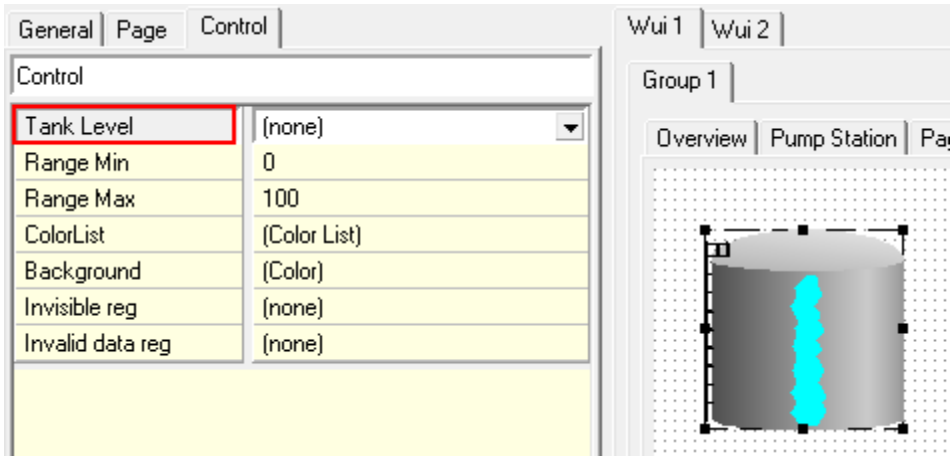 General Page Control
Control
Tank Level (none)
Range Min 0
Range Max 100
ColorList (Color List)
Background (Color)
Invisible reg (none)
Invalid data reg (none)
Wui 1 Wui 2
Group 1
Overview Pump Station